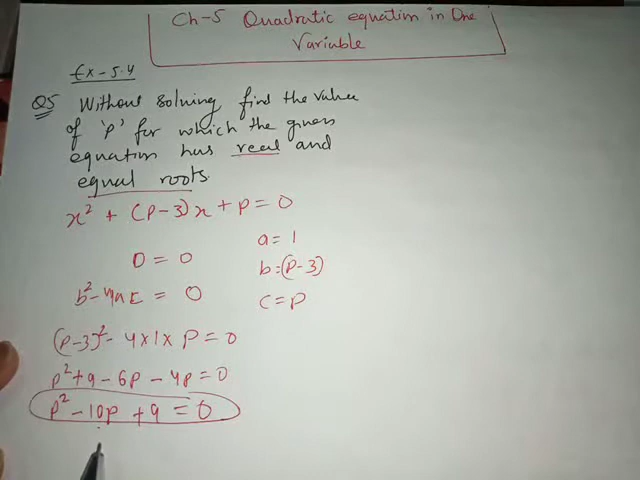 Ch-5 Quadratic equation in One
Variable
Ex-5.4
Q5 Without solving find the value
of 'p' for which the given
equation has real and
equal roots.
x² + (P-3)x + p = 0
D = 0
a = 1
b = (P-3)
b²-4ac = 0
c = p
(P-3)² - 4×1× P = 0
p²+9-6p-4p=0
p²-10p+9=0